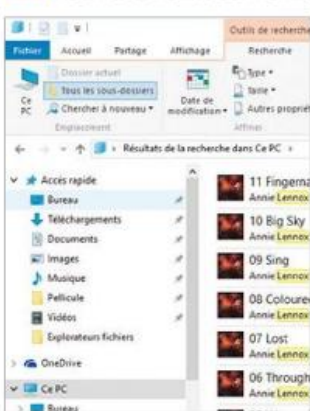 Outils de recherche
Fichier Accueil Partage Affichage Recherche
Dossier actuel
Tous les sous-dossiers
Chercher à nouveau
Ce PC
Emplacement
Date de modification
Type
Taille
Autres propriét
Affiner
Résultats de la recherche dans Ce PC
Accès rapide
Bureau
Téléchargements
Documents
Images
Musique
Pellicule
Vidéos
Explorateurs fichiers
OneDrive
Ce PC
Bureau
11 Fingerna
Annie Lennox
10 Big Sky
Annie Lennox
09 Sing
Annie Lennox
08 Coloured
Annie Lennox
07 Lost
Annie Lennox
06 Through
Annie Lennox